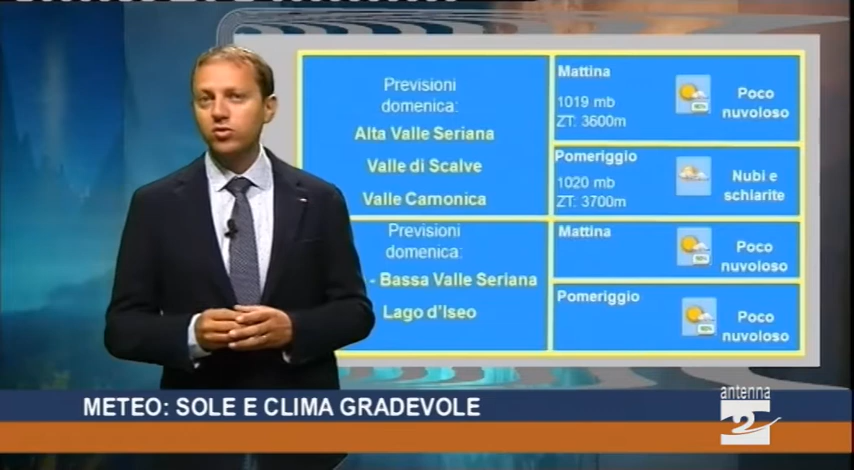 Previsioni
domenica:
Alta Valle Seriana
Valle di Scalve
Valle Camonica
Mattina
1019 mb
ZT: 3600m
Poco
nuvoloso
Pomeriggio
1020 mb
ZT: 3700m
Nubi e
schiarite
Previsioni
domenica:
- Bassa Valle Seriana
Lago d'Iseo
Mattina
Poco
nuvoloso
Pomeriggio
Poco
nuvoloso
METEO: SOLE E CLIMA GRADEVOLE
antenna
2